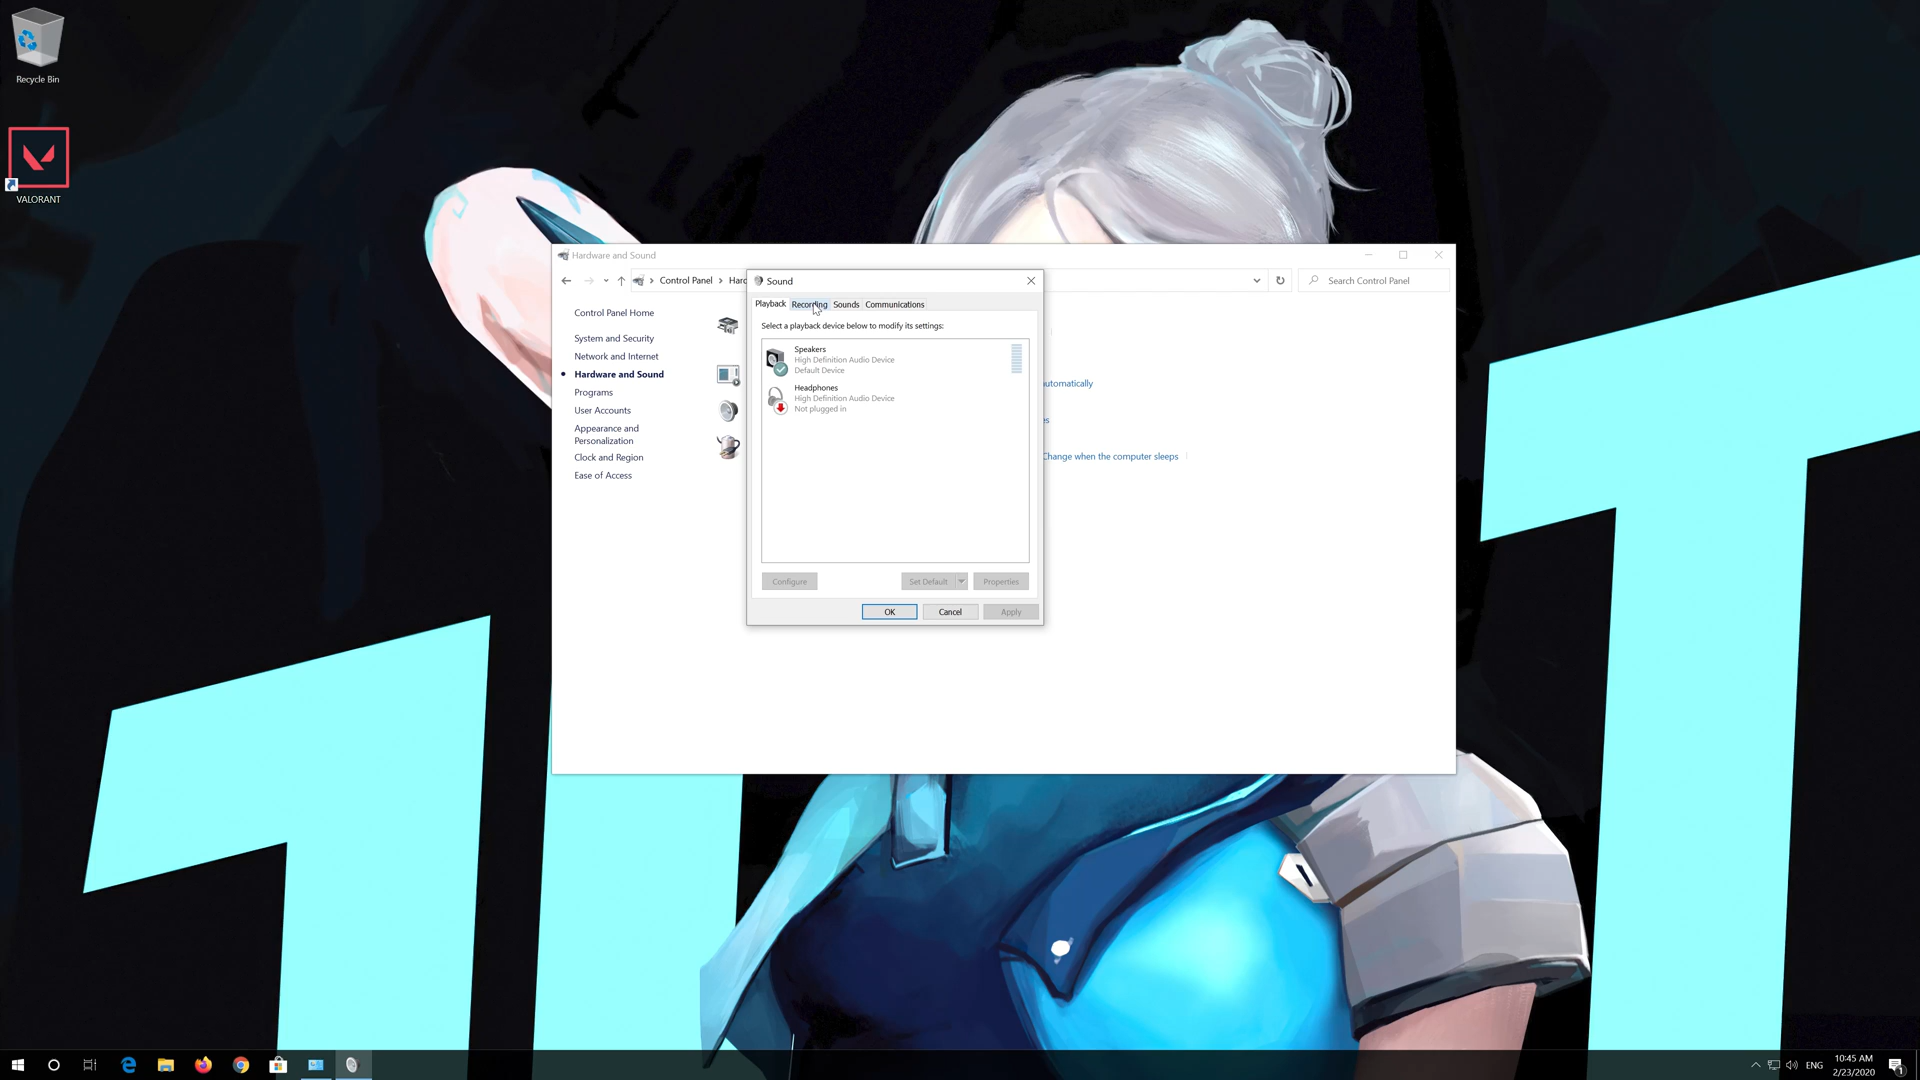 Recycle Bin
VALORANT
Hardware and Sound
Control Panel
Hard
Search Control Panel
Control Panel Home
System and Security
Network and Internet
Hardware and Sound
Programs
User Accounts
Appearance and
Personalization
Clock and Region
Ease of Access
Sound
Playback Recording Sounds Communications
Select a playback device below to modify its settings:
Speakers
High Definition Audio Device
Default Device
Headphones
High Definition Audio Device
Not plugged in
Configure Set Default Properties
OK Cancel Apply
automatically
es
Change when the computer sleeps
ENG
10:45 AM
2/23/2020
1